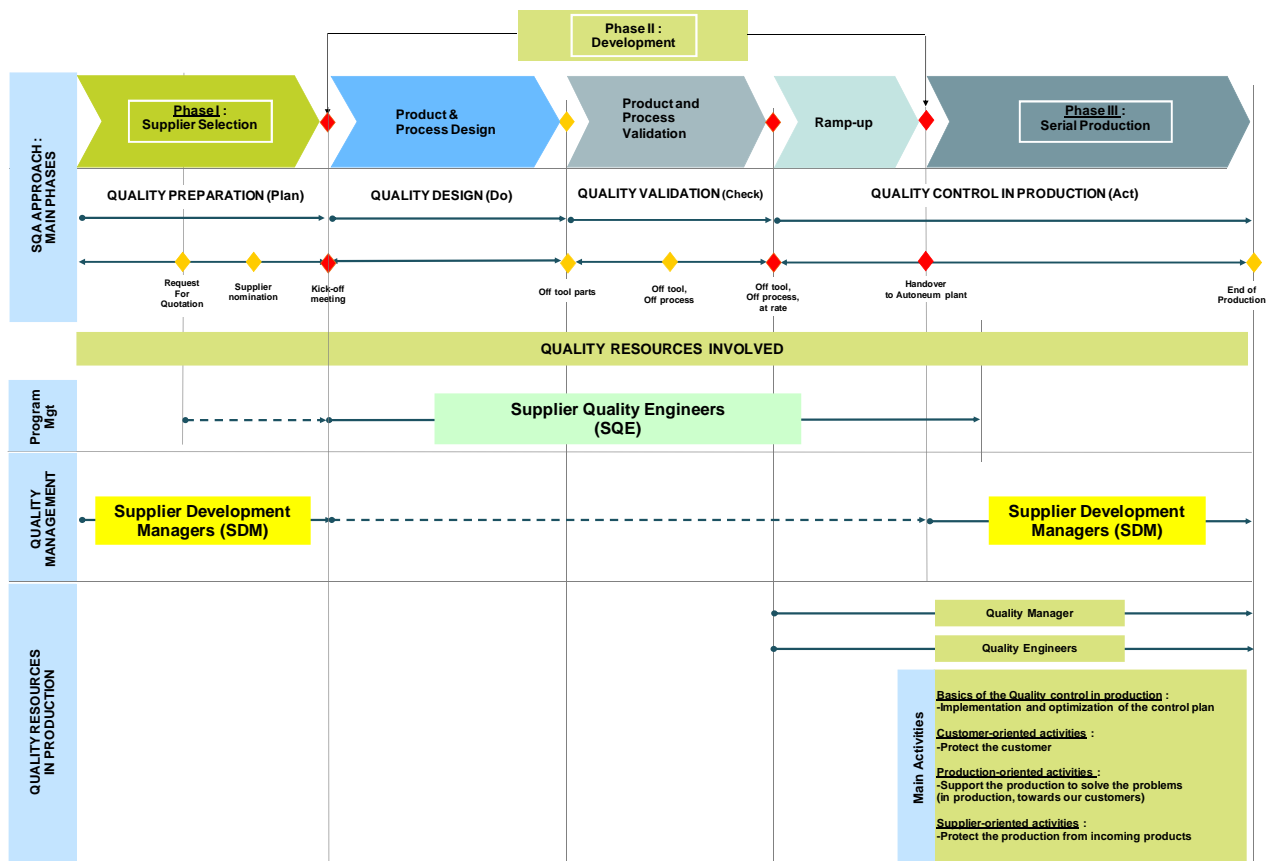 Phase II :
Development
SQA APPROACH :
MAIN PHASES
Phase I :
Supplier Selection
Product &
Process Design
Product and
Process
Validation
Ramp-up
Phase III :
Serial Production
QUALITY PREPARATION (Plan)
QUALITY DESIGN (Do)
QUALITY VALIDATION (Check)
QUALITY CONTROL IN PRODUCTION (Act)
Request
For
Quotation
Supplier
nomination
Kick-off
meeting
Off tool parts
Off tool,
Off process
Off tool,
Off process,
at rate
Handover
to Autoneum plant
End of
Production
QUALITY RESOURCES INVOLVED
Program
Mgt
Supplier Quality Engineers
(SQE)
QUALITY
MANAGEMENT
Supplier Development
Managers (SDM)
Supplier Development
Managers (SDM)
QUALITY RESOURCES
IN PRODUCTION
Quality Manager
Quality Engineers
Main Activities
Basics of the Quality control in production :
-Implementation and optimization of the control plan
Customer-oriented activities :
-Protect the customer
Production-oriented activities :
-Support the production to solve the problems
(in production, towards our customers)
Supplier-oriented activities :
-Protect the production from incoming products